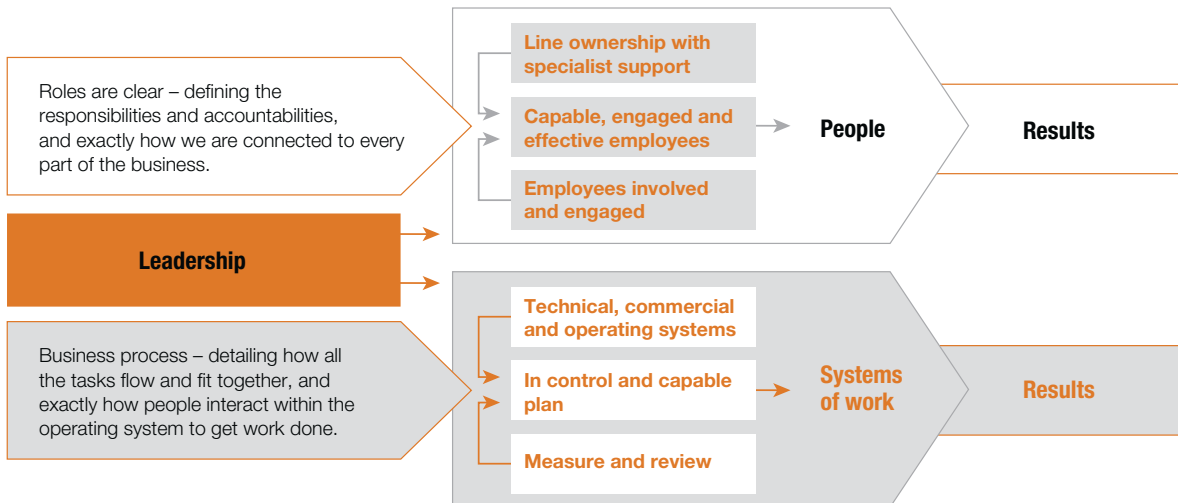 Roles are clear – defining the
responsibilities and accountabilities,
and exactly how we are connected to every
part of the business.
Line ownership with
specialist support
Capable, engaged and
effective employees
Employees involved
and engaged
People
Results
Leadership
Business process – detailing how all
the tasks flow and fit together, and
exactly how people interact within the
operating system to get work done.
Technical, commercial
and operating systems
In control and capable
plan
Measure and review
Systems
of work
Results